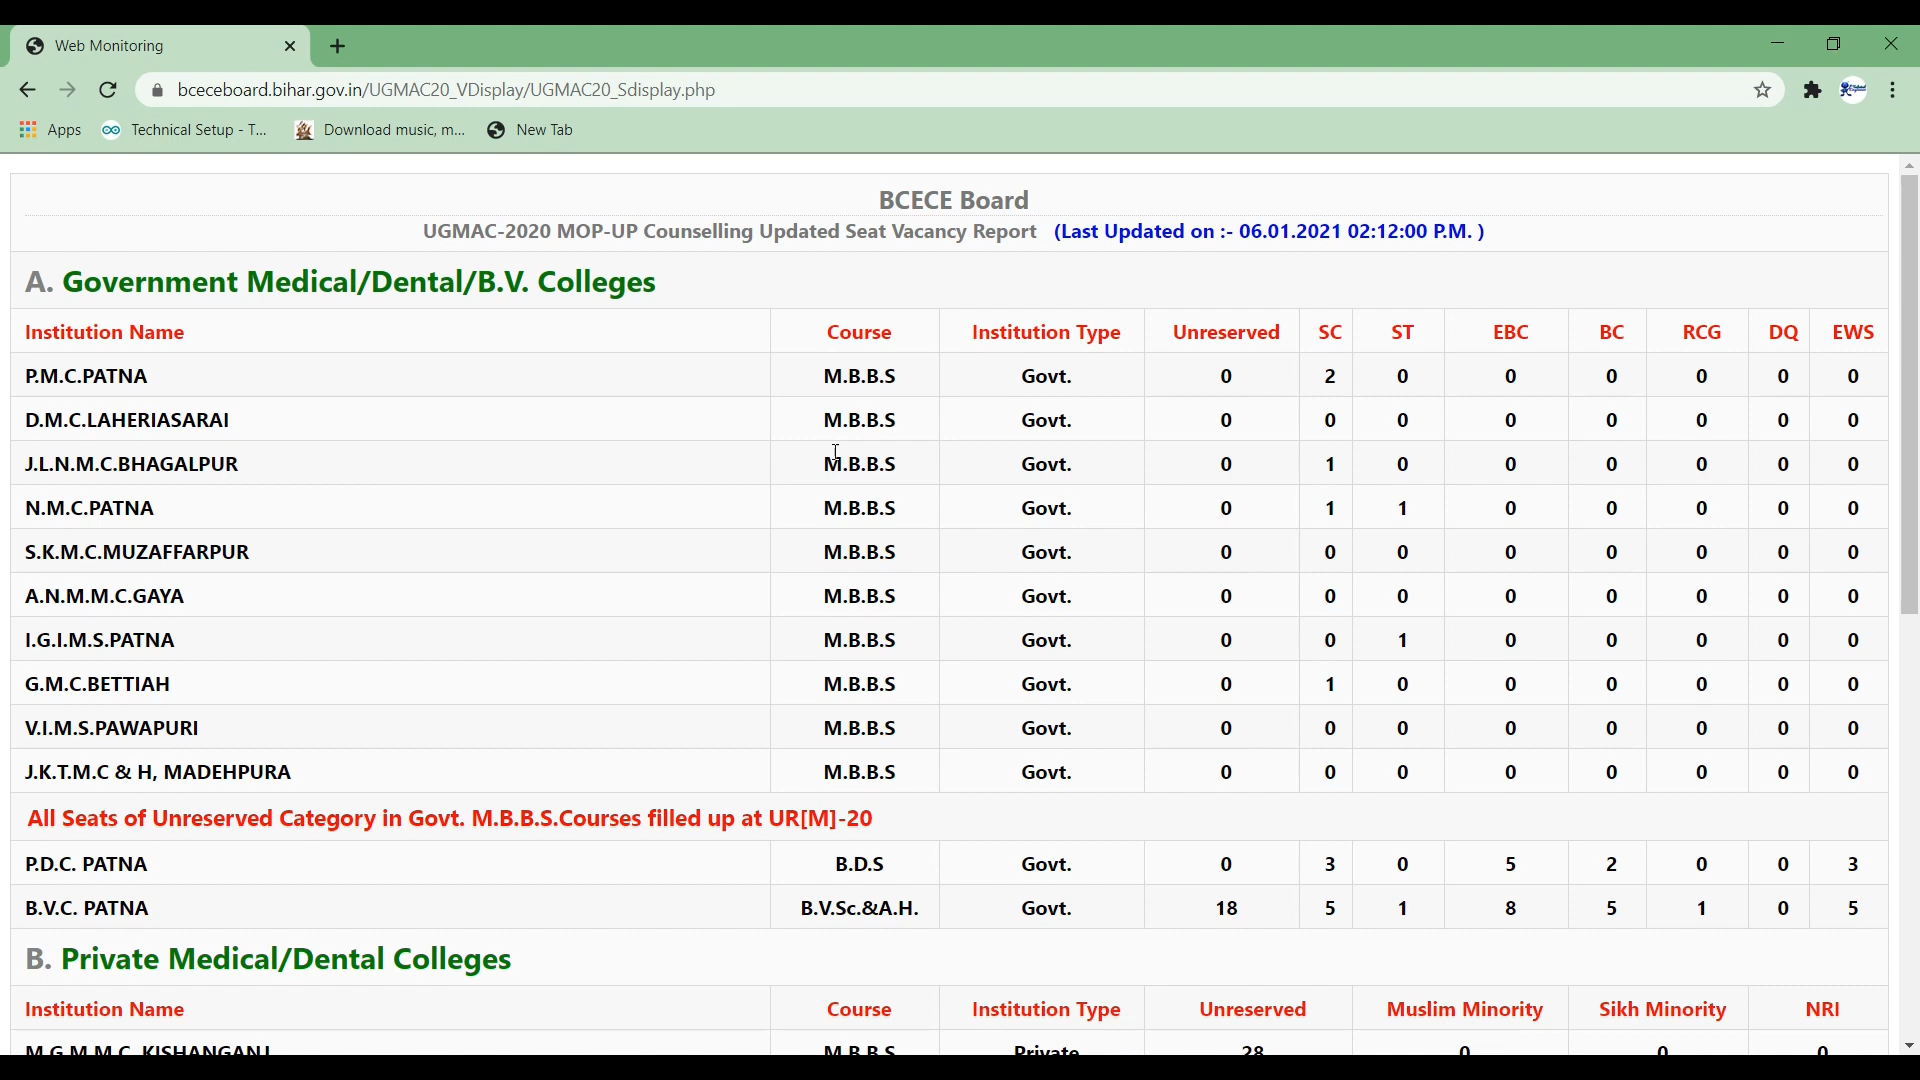 Web Monitoring
bceceboard.bihar.gov.in/UGMAC20_VDisplay/UGMAC20_Sdisplay.php
Apps Technical Setup - T... Download music, m... New Tab
BCECE Board
UGMAC-2020 MOP-UP Counselling Updated Seat Vacancy Report (Last Updated on :- 06.01.2021 02:12:00 P.M. )
A. Government Medical/Dental/B.V. Colleges
Institution Name Course Institution Type Unreserved SC ST EBC BC RCG DQ EWS
P.M.C.PATNA M.B.B.S Govt. 0 2 0 0 0 0 0 0
D.M.C.LAHERIASARAI M.B.B.S Govt. 0 0 0 0 0 0 0 0
J.L.N.M.C.BHAGALPUR M.B.B.S Govt. 0 1 0 0 0 0 0 0
N.M.C.PATNA M.B.B.S Govt. 0 1 1 0 0 0 0 0
S.K.M.C.MUZAFFARPUR M.B.B.S Govt. 0 0 0 0 0 0 0 0
A.N.M.M.C.GAYA M.B.B.S Govt. 0 0 0 0 0 0 0 0
I.G.I.M.S.PATNA M.B.B.S Govt. 0 0 1 0 0 0 0 0
G.M.C.BETTIAH M.B.B.S Govt. 0 1 0 0 0 0 0 0
V.I.M.S.PAWAPURI M.B.B.S Govt. 0 0 0 0 0 0 0 0
J.K.T.M.C & H, MADEHPURA M.B.B.S Govt. 0 0 0 0 0 0 0 0
All Seats of Unreserved Category in Govt. M.B.B.S.Courses filled up at UR[M]-20
P.D.C. PATNA B.D.S Govt. 0 3 0 5 2 0 0 3
B.V.C. PATNA B.V.Sc.&A.H. Govt. 18 5 1 8 5 1 0 5
B. Private Medical/Dental Colleges
Institution Name Course Institution Type Unreserved Muslim Minority Sikh Minority NRI
M.G.M.M.C. KISHANGANJ M.B.B.S Private 28 0 0 0